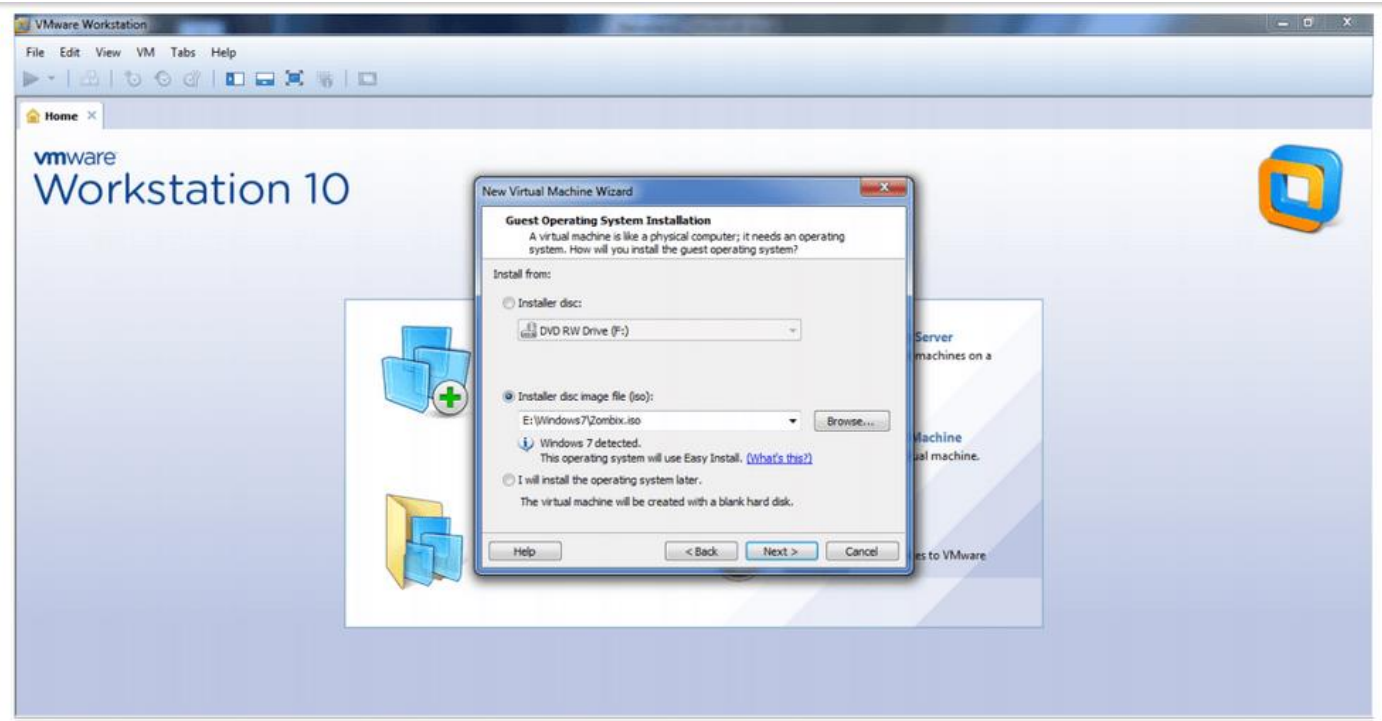 VMware Workstation
File Edit View VM Tabs Help
Home
vmware
Workstation 10
New Virtual Machine Wizard
Guest Operating System Installation
A virtual machine is like a physical computer; it needs an operating
system. How will you install the guest operating system?
Install from:
Installer disc:
DVD RW Drive (F:)
Installer disc image file (iso):
E:\Windows7\Zombix.iso
Browse...
Windows 7 detected.
This operating system will use Easy Install. (What's this?)
I will install the operating system later.
The virtual machine will be created with a blank hard disk.
Help < Back Next > Cancel
Server
machines on a
Machine
ual machine.
es to VMware